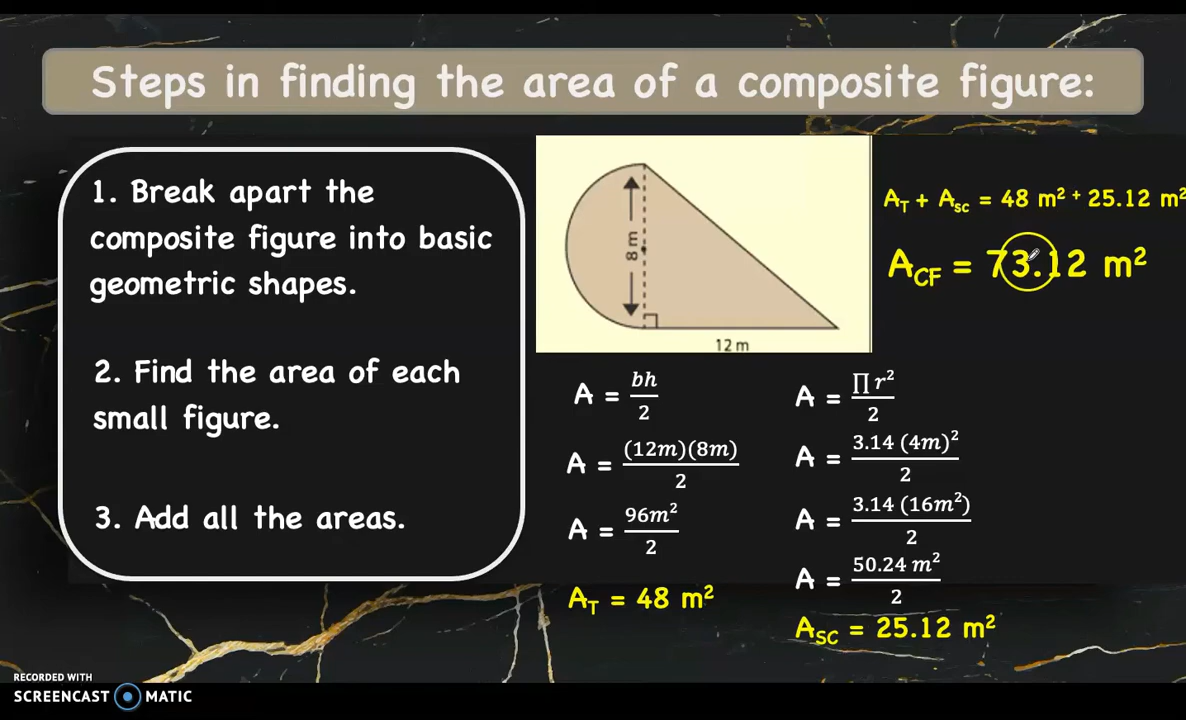 Steps in finding the area of a composite figure:
1. Break apart the
composite figure into basic
geometric shapes.
2. Find the area of each
small figure.
3. Add all the areas.
8 m
12 m
A_T + A_sc = 48 m² + 25.12 m²
A_CF = 73.12 m²
A = bh/2
A = (12m)(8m)/2
A = 96m²/2
A_T = 48 m²
A = ∏ r²/2
A = 3.14 (4m)²/2
A = 3.14 (16m²)/2
A = 50.24 m²/2
A_SC = 25.12 m²
RECORDED WITH
SCREENCAST MATIC